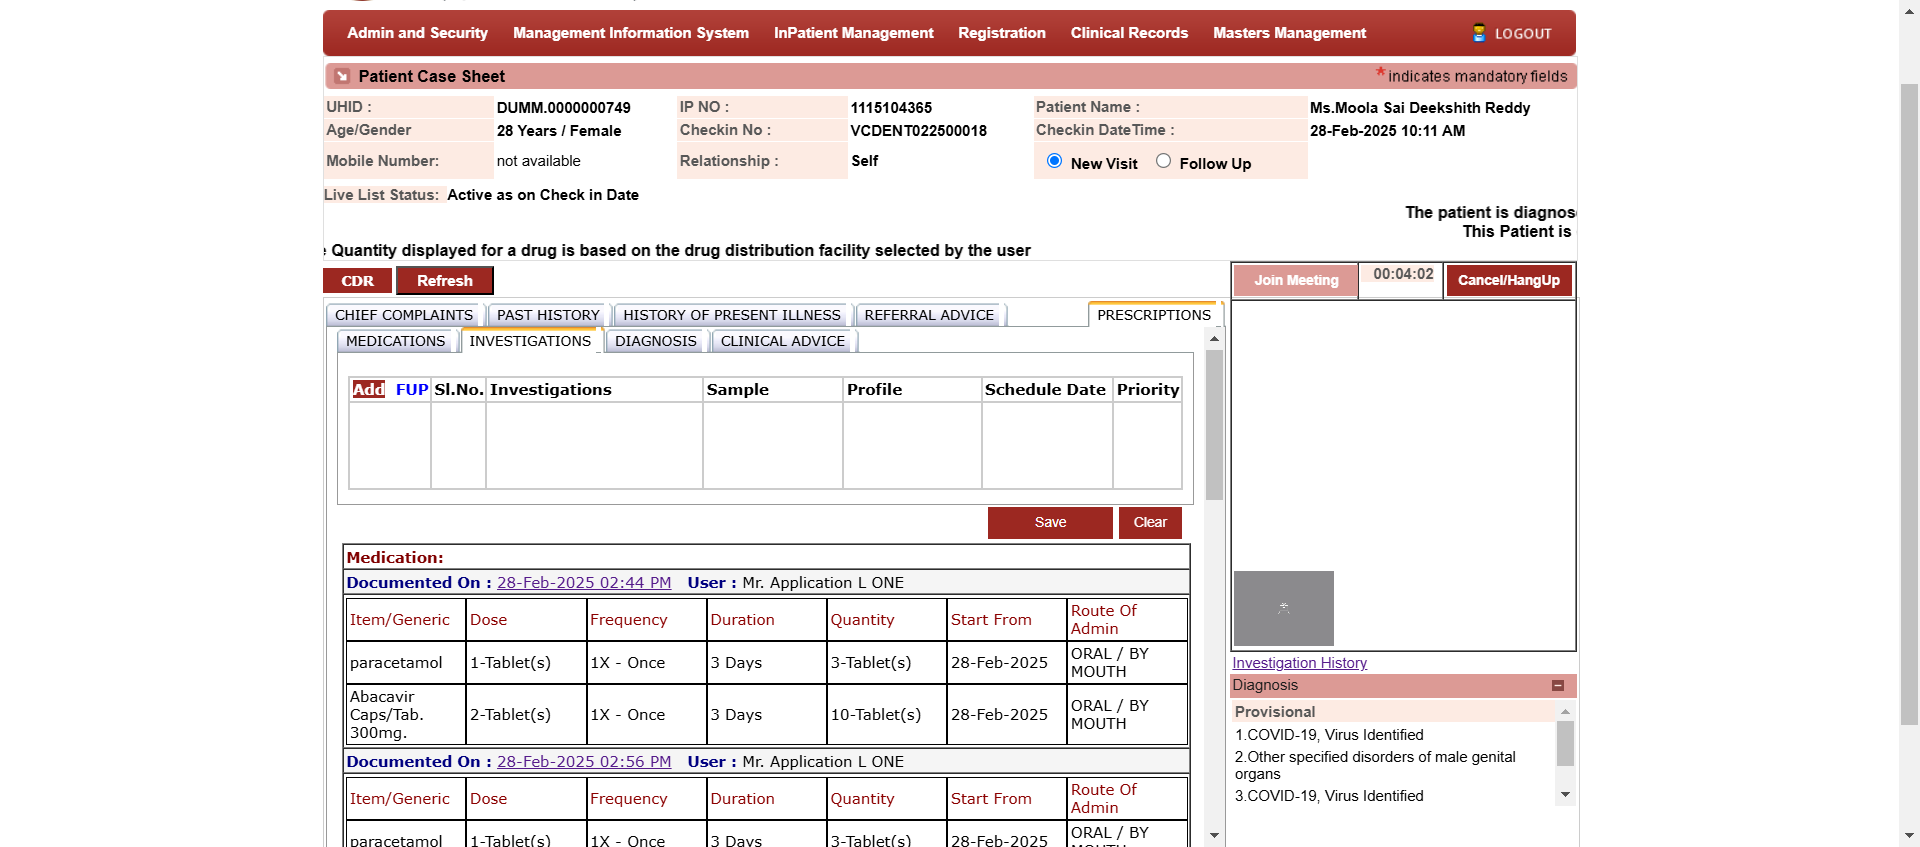 Admin and Security Management Information System InPatient Management Registration Clinical Records Masters Management LOGOUT
Patient Case Sheet * indicates mandatory fields
UHID : DUMM.0000000749 IP NO : 1115104365 Patient Name : Ms.Moola Sai Deekshith Reddy
Age/Gender 28 Years / Female Checkin No : VCDENT022500018 Checkin DateTime : 28-Feb-2025 10:11 AM
Mobile Number: not available Relationship : Self New Visit Follow Up
Live List Status: Active as on Check in Date
The patient is diagnos
This Patient is
Quantity displayed for a drug is based on the drug distribution facility selected by the user
CDR Refresh Join Meeting 00:04:02 Cancel/HangUp
CHIEF COMPLAINTS PAST HISTORY HISTORY OF PRESENT ILLNESS REFERRAL ADVICE PRESCRIPTIONS
MEDICATIONS INVESTIGATIONS DIAGNOSIS CLINICAL ADVICE
Add FUP Sl.No. Investigations Sample Profile Schedule Date Priority
Save Clear
Medication:
Documented On : 28-Feb-2025 02:44 PM User : Mr. Application L ONE
Item/Generic Dose Frequency Duration Quantity Start From Route Of
Admin
paracetamol 1-Tablet(s) 1X - Once 3 Days 3-Tablet(s) 28-Feb-2025 ORAL / BY
MOUTH
Abacavir
Caps/Tab.
300mg. 2-Tablet(s) 1X - Once 3 Days 10-Tablet(s) 28-Feb-2025 ORAL / BY
MOUTH
Documented On : 28-Feb-2025 02:56 PM User : Mr. Application L ONE
Item/Generic Dose Frequency Duration Quantity Start From Route Of
Admin
paracetamol 1-Tablet(s) 1X - Once 3 Days 3-Tablet(s) 28-Feb-2025 ORAL / BY
Investigation History
Diagnosis
Provisional
1.COVID-19, Virus Identified
2.Other specified disorders of male genital
organs
3.COVID-19, Virus Identified